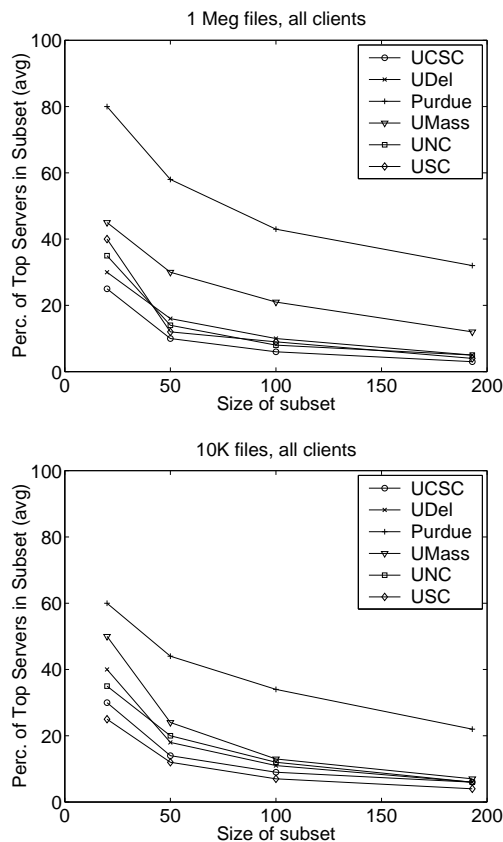 1 Meg files, all clients
Perc. of Top Servers in Subset (avg)
100
80
60
40
20
0
UCSC
UDel
Purdue
UMass
UNC
USC
0
50
100
150
200
Size of subset
10K files, all clients
Perc. of Top Servers in Subset (avg)
100
80
60
40
20
0
UCSC
UDel
Purdue
UMass
UNC
USC
0
50
100
150
200
Size of subset